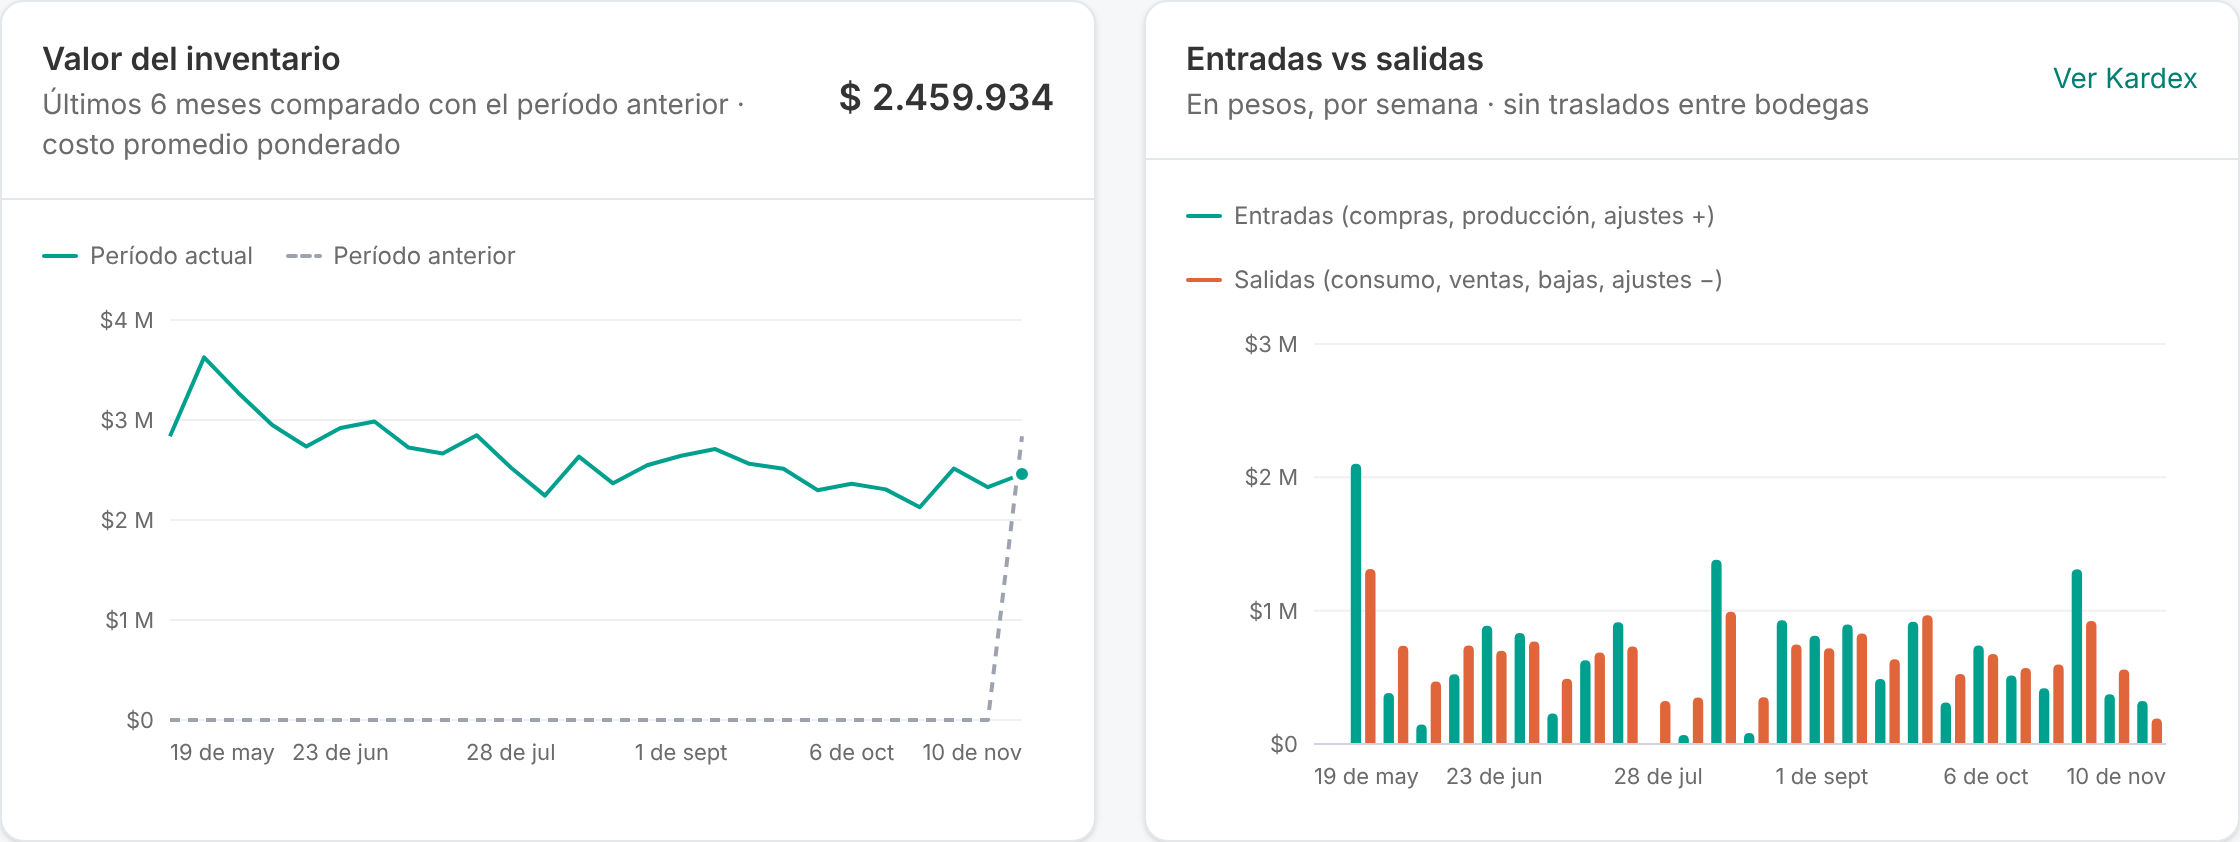 Valor del inventario
Últimos 6 meses comparado con el período anterior ·
costo promedio ponderado
$ 2.459.934
Período actual
Período anterior
$4 M
$3 M
$2 M
$1 M
$0
19 de may
23 de jun
28 de jul
1 de sept
6 de oct
10 de nov
Entradas vs salidas
En pesos, por semana · sin traslados entre bodegas
Ver Kardex
Entradas (compras, producción, ajustes +)
Salidas (consumo, ventas, bajas, ajustes −)
$3 M
$2 M
$1 M
$0
19 de may
23 de jun
28 de jul
1 de sept
6 de oct
10 de nov